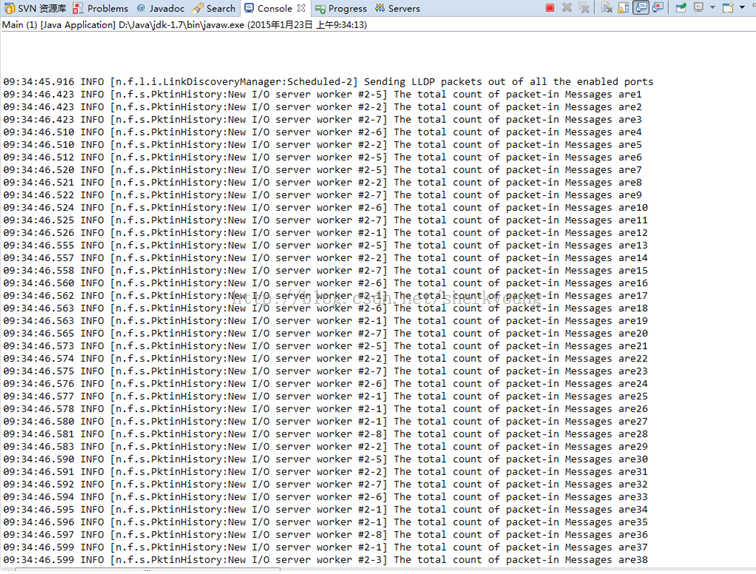 SVN 资源库 Problems @ Javadoc Search Console Progress Servers
Main (1) [Java Application] D:\Java\jdk-1.7\bin\javaw.exe (2015年1月23日 上午9:34:13)
09:34:45.916 INFO [n.f.l.i.LinkDiscoveryManager:Scheduled-2] Sending LLDP packets out of all the enabled ports
09:34:46.423 INFO [n.f.s.PktinHistory:New I/O server worker #2-5] The total count of packet-in Messages are1
09:34:46.423 INFO [n.f.s.PktinHistory:New I/O server worker #2-2] The total count of packet-in Messages are2
09:34:46.423 INFO [n.f.s.PktinHistory:New I/O server worker #2-7] The total count of packet-in Messages are3
09:34:46.510 INFO [n.f.s.PktinHistory:New I/O server worker #2-6] The total count of packet-in Messages are4
09:34:46.510 INFO [n.f.s.PktinHistory:New I/O server worker #2-2] The total count of packet-in Messages are5
09:34:46.512 INFO [n.f.s.PktinHistory:New I/O server worker #2-5] The total count of packet-in Messages are6
09:34:46.520 INFO [n.f.s.PktinHistory:New I/O server worker #2-5] The total count of packet-in Messages are7
09:34:46.521 INFO [n.f.s.PktinHistory:New I/O server worker #2-2] The total count of packet-in Messages are8
09:34:46.522 INFO [n.f.s.PktinHistory:New I/O server worker #2-7] The total count of packet-in Messages are9
09:34:46.524 INFO [n.f.s.PktinHistory:New I/O server worker #2-6] The total count of packet-in Messages are10
09:34:46.525 INFO [n.f.s.PktinHistory:New I/O server worker #2-7] The total count of packet-in Messages are11
09:34:46.526 INFO [n.f.s.PktinHistory:New I/O server worker #2-1] The total count of packet-in Messages are12
09:34:46.555 INFO [n.f.s.PktinHistory:New I/O server worker #2-5] The total count of packet-in Messages are13
09:34:46.557 INFO [n.f.s.PktinHistory:New I/O server worker #2-2] The total count of packet-in Messages are14
09:34:46.558 INFO [n.f.s.PktinHistory:New I/O server worker #2-7] The total count of packet-in Messages are15
09:34:46.560 INFO [n.f.s.PktinHistory:New I/O server worker #2-6] The total count of packet-in Messages are16
09:34:46.562 INFO [n.f.s.PktinHistory:New I/O server worker #2-1] The total count of packet-in Messages are17
09:34:46.563 INFO [n.f.s.PktinHistory:New I/O server worker #2-6] The total count of packet-in Messages are18
09:34:46.563 INFO [n.f.s.PktinHistory:New I/O server worker #2-1] The total count of packet-in Messages are19
09:34:46.565 INFO [n.f.s.PktinHistory:New I/O server worker #2-7] The total count of packet-in Messages are20
09:34:46.573 INFO [n.f.s.PktinHistory:New I/O server worker #2-5] The total count of packet-in Messages are21
09:34:46.574 INFO [n.f.s.PktinHistory:New I/O server worker #2-2] The total count of packet-in Messages are22
09:34:46.575 INFO [n.f.s.PktinHistory:New I/O server worker #2-7] The total count of packet-in Messages are23
09:34:46.576 INFO [n.f.s.PktinHistory:New I/O server worker #2-6] The total count of packet-in Messages are24
09:34:46.577 INFO [n.f.s.PktinHistory:New I/O server worker #2-1] The total count of packet-in Messages are25
09:34:46.578 INFO [n.f.s.PktinHistory:New I/O server worker #2-1] The total count of packet-in Messages are26
09:34:46.580 INFO [n.f.s.PktinHistory:New I/O server worker #2-1] The total count of packet-in Messages are27
09:34:46.581 INFO [n.f.s.PktinHistory:New I/O server worker #2-8] The total count of packet-in Messages are28
09:34:46.583 INFO [n.f.s.PktinHistory:New I/O server worker #2-2] The total count of packet-in Messages are29
09:34:46.590 INFO [n.f.s.PktinHistory:New I/O server worker #2-5] The total count of packet-in Messages are30
09:34:46.591 INFO [n.f.s.PktinHistory:New I/O server worker #2-2] The total count of packet-in Messages are31
09:34:46.592 INFO [n.f.s.PktinHistory:New I/O server worker #2-7] The total count of packet-in Messages are32
09:34:46.594 INFO [n.f.s.PktinHistory:New I/O server worker #2-6] The total count of packet-in Messages are33
09:34:46.595 INFO [n.f.s.PktinHistory:New I/O server worker #2-1] The total count of packet-in Messages are34
09:34:46.596 INFO [n.f.s.PktinHistory:New I/O server worker #2-1] The total count of packet-in Messages are35
09:34:46.597 INFO [n.f.s.PktinHistory:New I/O server worker #2-8] The total count of packet-in Messages are36
09:34:46.599 INFO [n.f.s.PktinHistory:New I/O server worker #2-1] The total count of packet-in Messages are37
09:34:46.599 INFO [n.f.s.PktinHistory:New I/O server worker #2-3] The total count of packet-in Messages are38